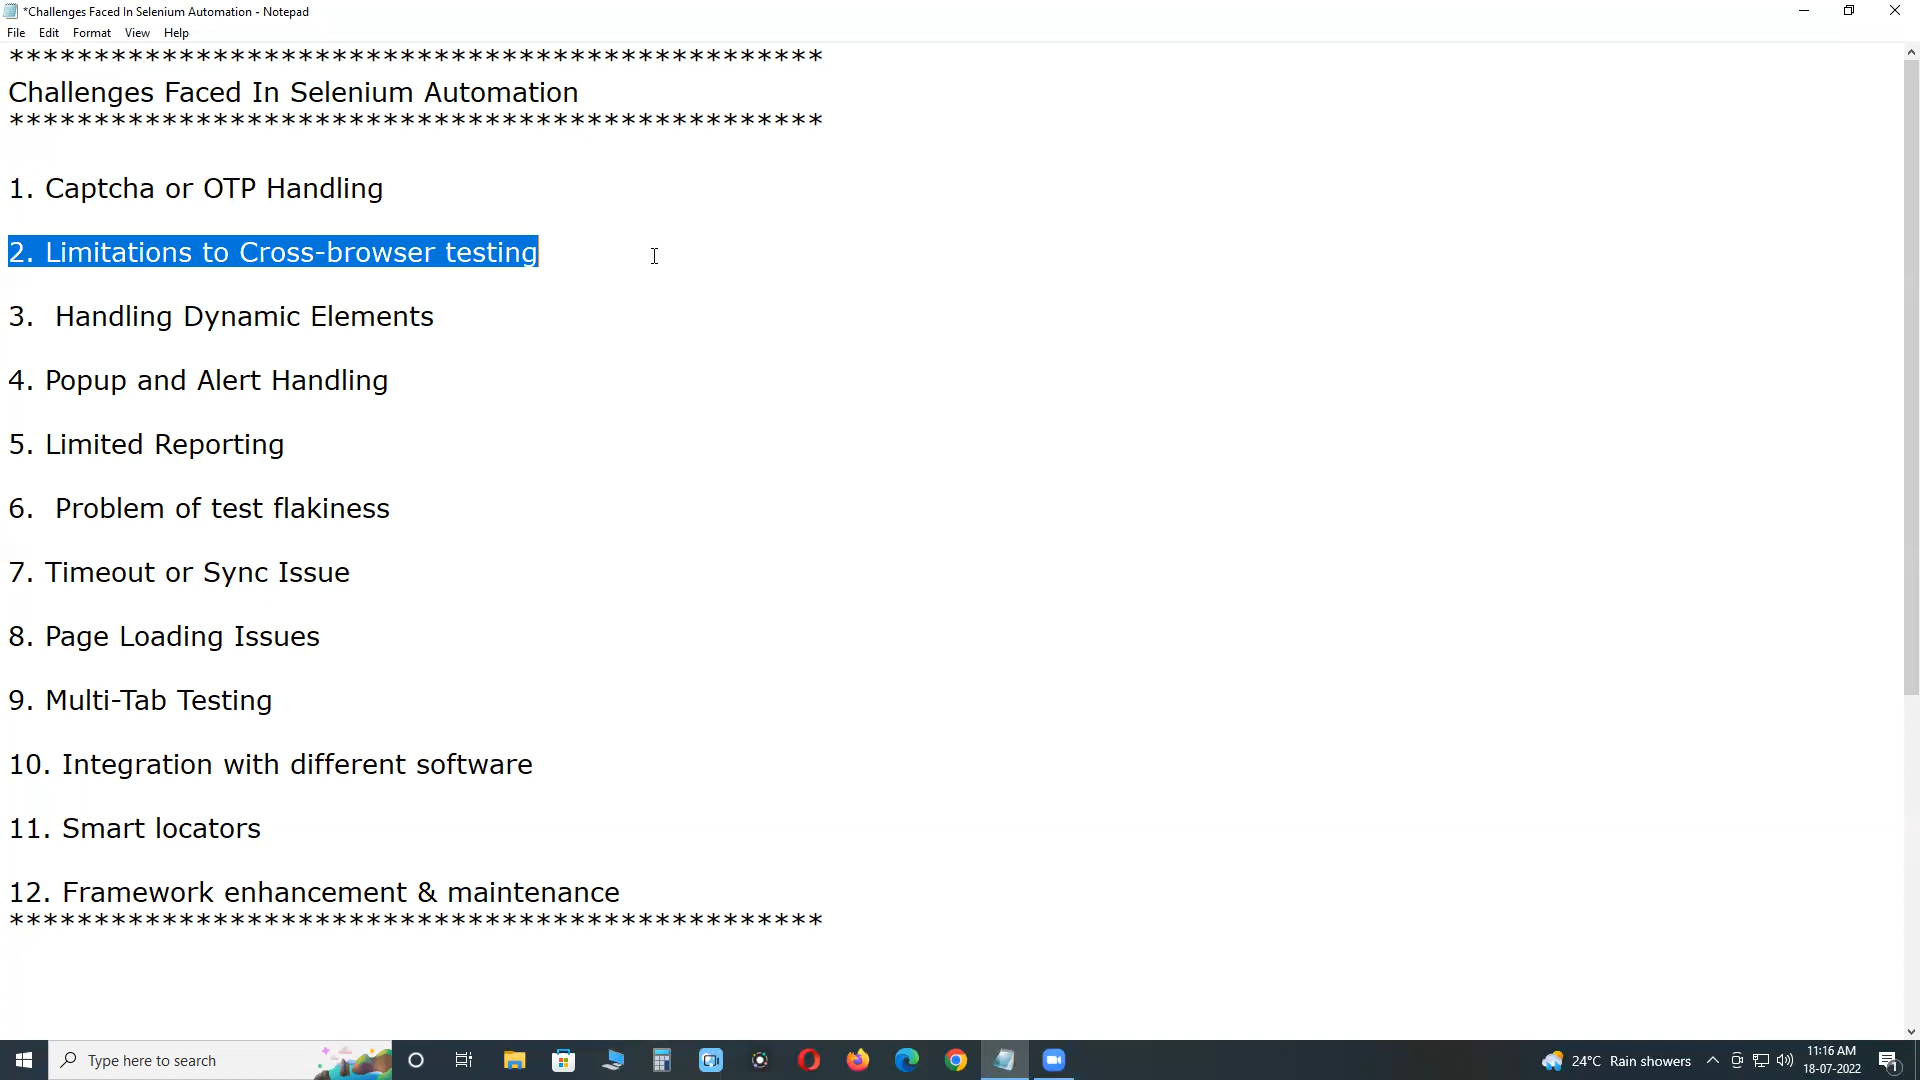 *Challenges Faced In Selenium Automation - Notepad
File Edit Format View Help
************************************************
Challenges Faced In Selenium Automation
************************************************
1. Captcha or OTP Handling
2. Limitations to Cross-browser testing
3.  Handling Dynamic Elements
4. Popup and Alert Handling
5. Limited Reporting
6.  Problem of test flakiness
7. Timeout or Sync Issue
8. Page Loading Issues
9. Multi-Tab Testing
10. Integration with different software
11. Smart locators
12. Framework enhancement & maintenance
************************************************
Type here to search
24°C Rain showers
11:16 AM
18-07-2022
1